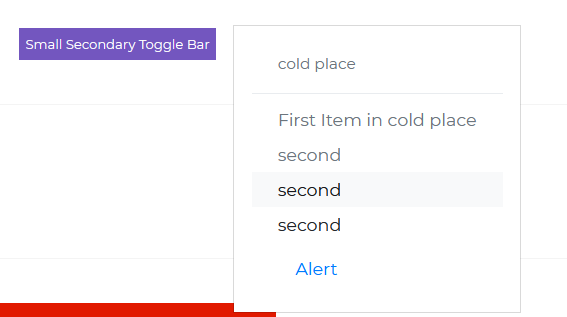 Small Secondary Toggle Bar
cold place
First Item in cold place
second
second
second
Alert